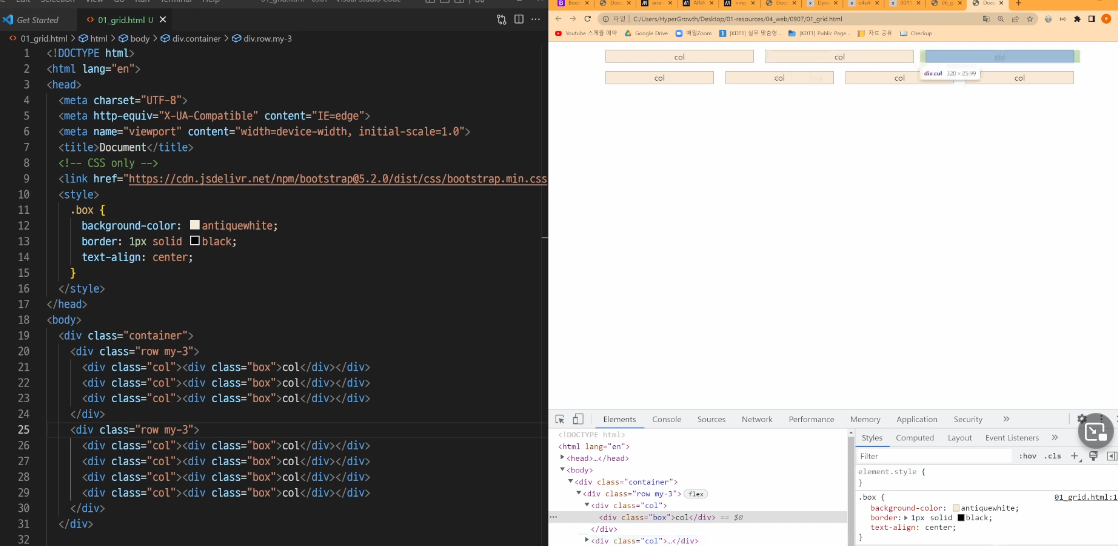 Get Started
01_grid.html U
01_grid.html > html > body > div.container > div.row.my-3
1 <!DOCTYPE html>
2 <html lang="en">
3 <head>
4 <meta charset="UTF-8">
5 <meta http-equiv="X-UA-Compatible" content="IE=edge">
6 <meta name="viewport" content="width=device-width, initial-scale=1.0">
7 <title>Document</title>
8 <!-- CSS only -->
9 <link href="https://cdn.jsdelivr.net/npm/bootstrap@5.2.0/dist/css/bootstrap.min.css
10 <style>
11 .box {
12 background-color: antiquewhite;
13 border: 1px solid black;
14 text-align: center;
15 }
16 </style>
17 </head>
18 <body>
19 <div class="container">
20 <div class="row my-3">
21 <div class="col"><div class="box">col</div></div>
22 <div class="col"><div class="box">col</div></div>
23 <div class="col"><div class="box">col</div></div>
24 </div>
25 <div class="row my-3">
26 <div class="col"><div class="box">col</div></div>
27 <div class="col"><div class="box">col</div></div>
28 <div class="col"><div class="box">col</div></div>
29 <div class="col"><div class="box">col</div></div>
30 </div>
31 </div>
32
C:/Users/HyperGrowth/Desktop/01-resources/04_web/0907/01_grid.html
Google Drive
Checkup
col col col
div.col
col col col col
Elements Console Sources Network Performance Memory Application Security
<!DOCTYPE html>
<html lang="en">
<head>…</head>
<body>
<div class="container">
<div class="row my-3"> flex
<div class="col">
<div class="box">col</div> == $0
</div>
<div class="col">…</div>
Styles Computed Layout Event Listeners
Filter :hov .cls
element.style {
}
.box { 01_grid.html:1
background-color: antiquewhite;
border: 1px solid black;
text-align: center;
}